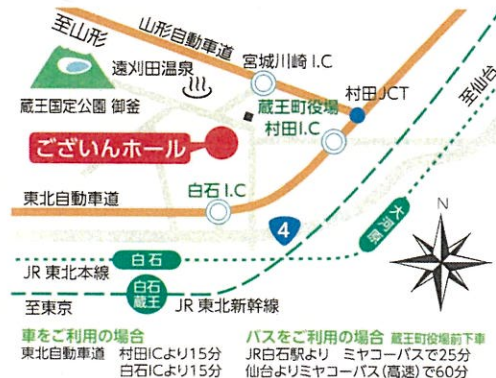 至山形
山形自動車道
宮城川崎I.C
遠刈田温泉
村田JCT
至仙台
蔵王国定公園 御釜
蔵王町役場
村田I.C
ございんホール
白石I.C
東北自動車道
4
大河原
N
JR東北本線
白石
至東京
白石
蔵王
JR東北新幹線
車をご利用の場合
東北自動車道 村田ICより15分
白石ICより15分
バスをご利用の場合 蔵王町役場前下車
JR白石駅より ミヤコーバスで25分
仙台よりミヤコーバス(高速)で60分